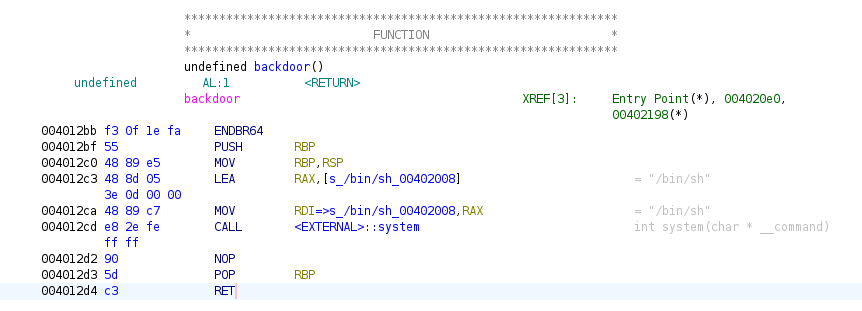 **************************************************************
* FUNCTION *
**************************************************************
undefined backdoor()
undefined AL:1 <RETURN>
backdoor XREF[3]: Entry Point(*), 004020e0,
00402198(*)
004012bb f3 0f 1e fa ENDBR64
004012bf 55 PUSH RBP
004012c0 48 89 e5 MOV RBP,RSP
004012c3 48 8d 05 LEA RAX,[s_/bin/sh_00402008] = "/bin/sh"
3e 0d 00 00
004012ca 48 89 c7 MOV RDI=>s_/bin/sh_00402008,RAX = "/bin/sh"
004012cd e8 2e fe CALL <EXTERNAL>::system int system(char * __command)
ff ff
004012d2 90 NOP
004012d3 5d POP RBP
004012d4 c3 RET